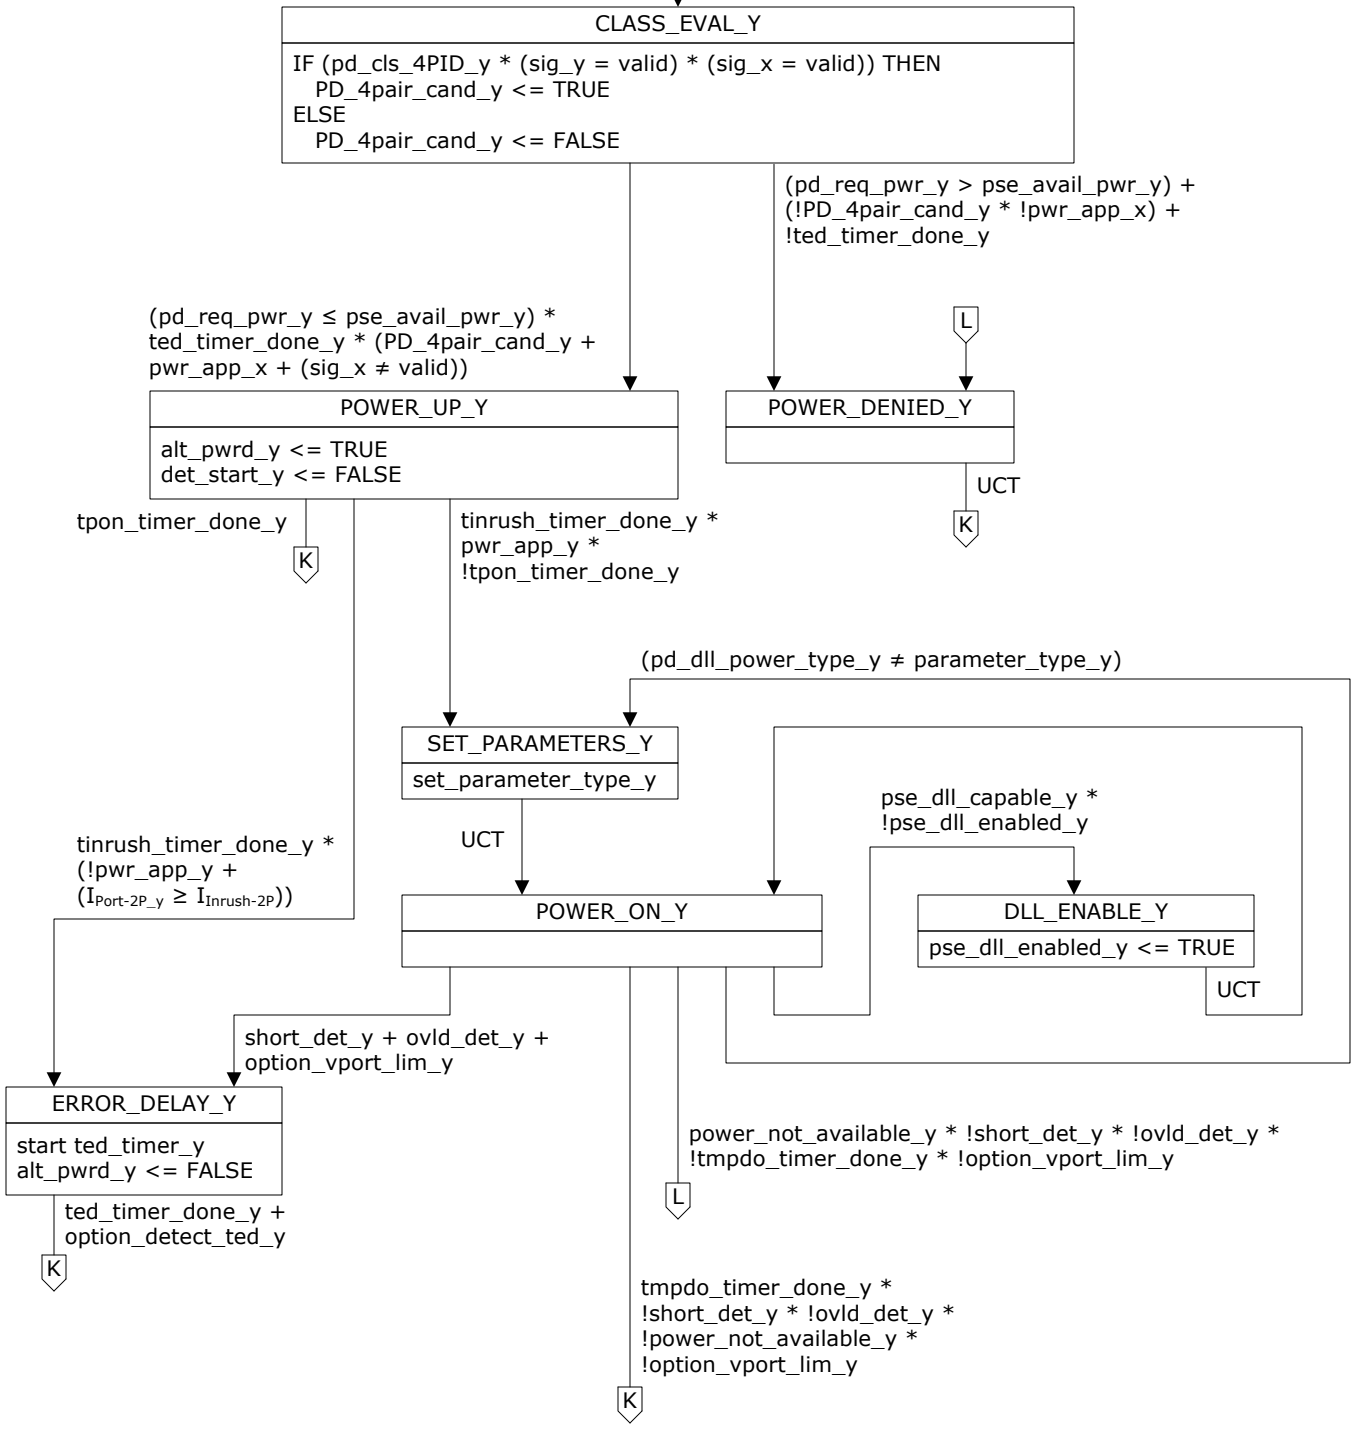 CLASS_EVAL_Y
IF (pd_cls_4PID_y * (sig_y = valid) * (sig_x = valid)) THEN
PD_4pair_cand_y <= TRUE
ELSE
PD_4pair_cand_y <= FALSE
(pd_req_pwr_y > pse_avail_pwr_y) +
(!PD_4pair_cand_y * !pwr_app_x) +
!ted_timer_done_y
(pd_req_pwr_y ≤ pse_avail_pwr_y) *
ted_timer_done_y * (PD_4pair_cand_y +
pwr_app_x + (sig_x ≠ valid))
L
POWER_UP_Y
alt_pwrd_y <= TRUE
det_start_y <= FALSE
POWER_DENIED_Y
UCT
K
tpon_timer_done_y
K
tinrush_timer_done_y *
pwr_app_y *
!tpon_timer_done_y
(pd_dll_power_type_y ≠ parameter_type_y)
SET_PARAMETERS_Y
set_parameter_type_y
UCT
pse_dll_capable_y *
!pse_dll_enabled_y
tinrush_timer_done_y *
(!pwr_app_y +
(IPort-2P_y ≥ IInrush-2P))
POWER_ON_Y
DLL_ENABLE_Y
pse_dll_enabled_y <= TRUE
UCT
short_det_y + ovld_det_y +
option_vport_lim_y
ERROR_DELAY_Y
start ted_timer_y
alt_pwrd_y <= FALSE
ted_timer_done_y +
option_detect_ted_y
K
power_not_available_y * !short_det_y * !ovld_det_y *
!tmpdo_timer_done_y * !option_vport_lim_y
L
tmpdo_timer_done_y *
!short_det_y * !ovld_det_y *
!power_not_available_y *
!option_vport_lim_y
K